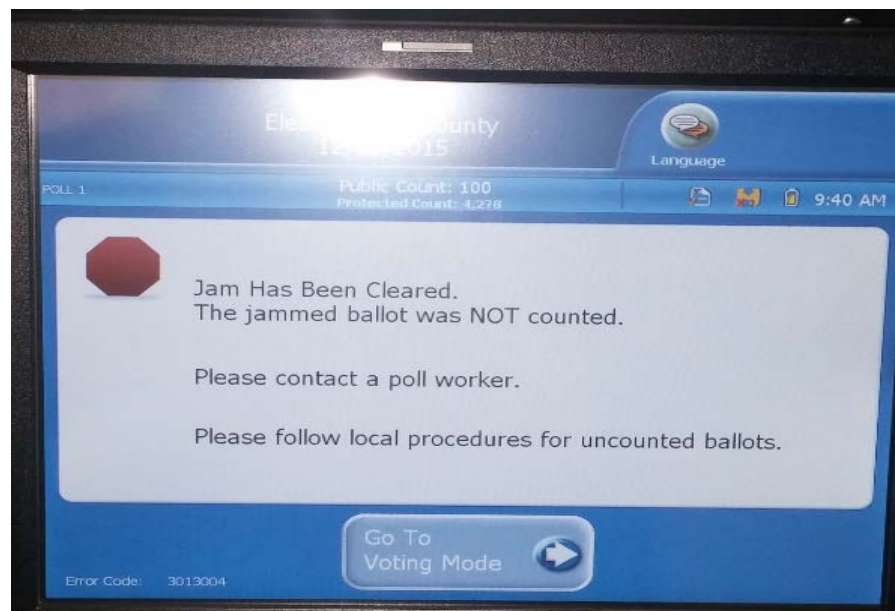 Language
POLL 1
Public Count: 100
Protected Count: 4,278
9:40 AM
Jam Has Been Cleared.
The jammed ballot was NOT counted.
Please contact a poll worker.
Please follow local procedures for uncounted ballots.
Go To
Voting Mode
Error Code: 3013004